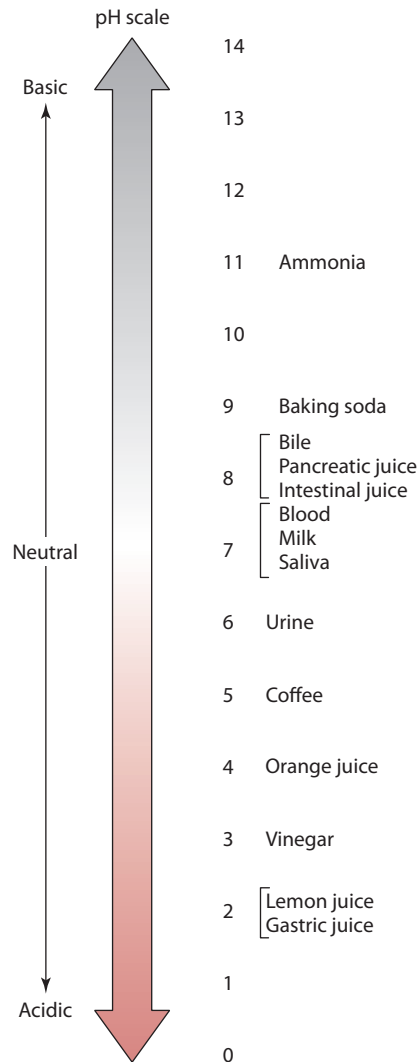 pH scale
14
Basic
13
12
11 Ammonia
10
9 Baking soda
Bile
8 Pancreatic juice
Intestinal juice
Blood
Neutral 7 Milk
Saliva
6 Urine
5 Coffee
4 Orange juice
3 Vinegar
Lemon juice
2
Gastric juice
1
Acidic
0